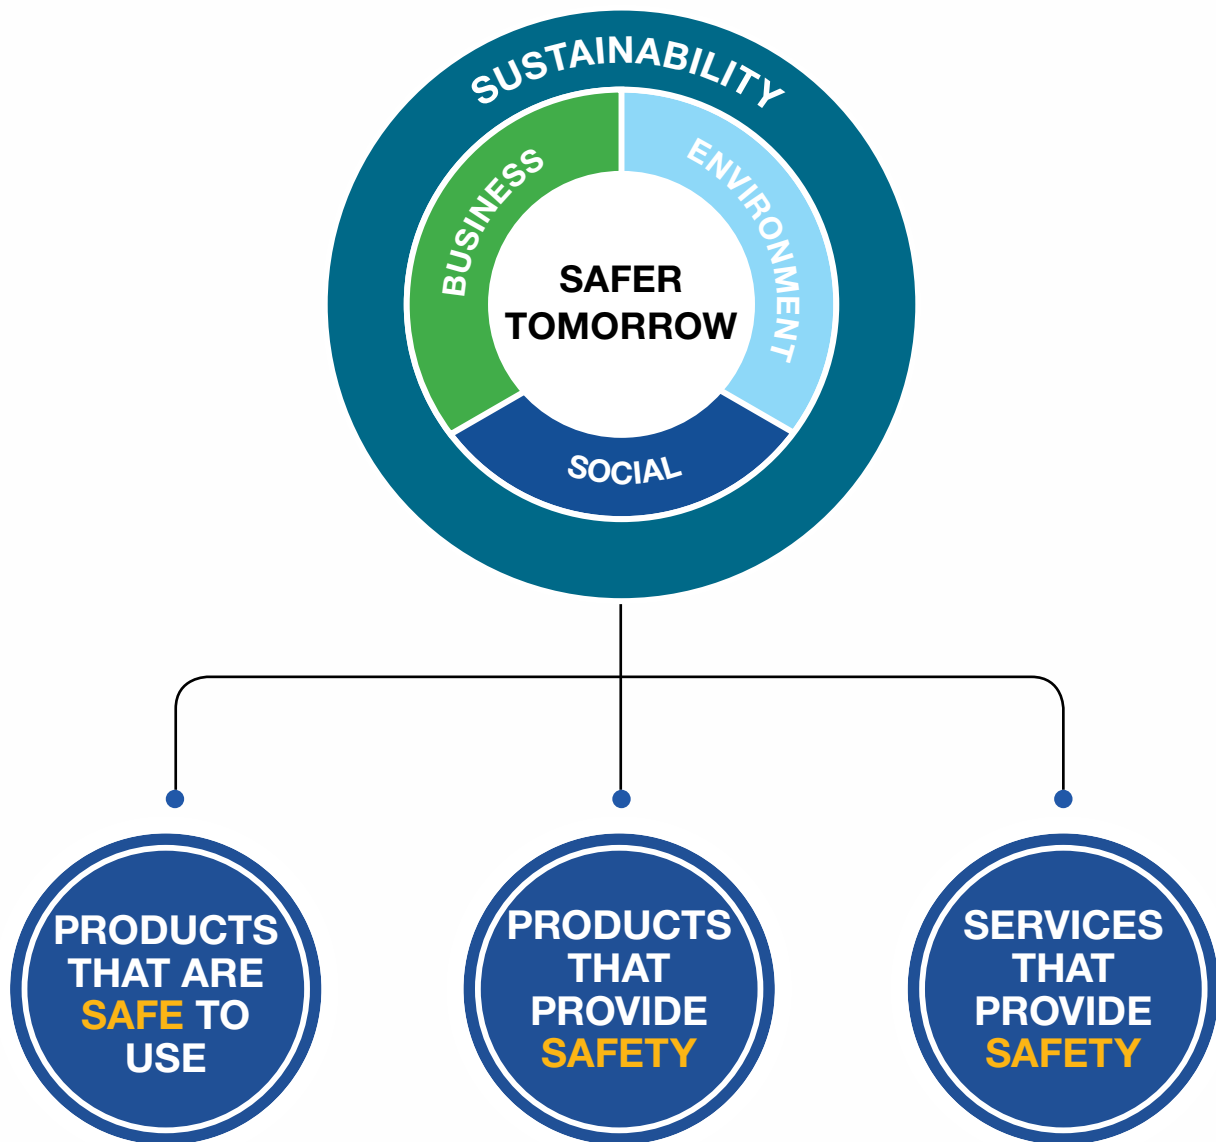 SUSTAINABILITY
BUSINESS
ENVIRONMENT
SAFER
TOMORROW
SOCIAL
PRODUCTS
THAT ARE
SAFE TO
USE
PRODUCTS
THAT
PROVIDE
SAFETY
SERVICES
THAT
PROVIDE
SAFETY